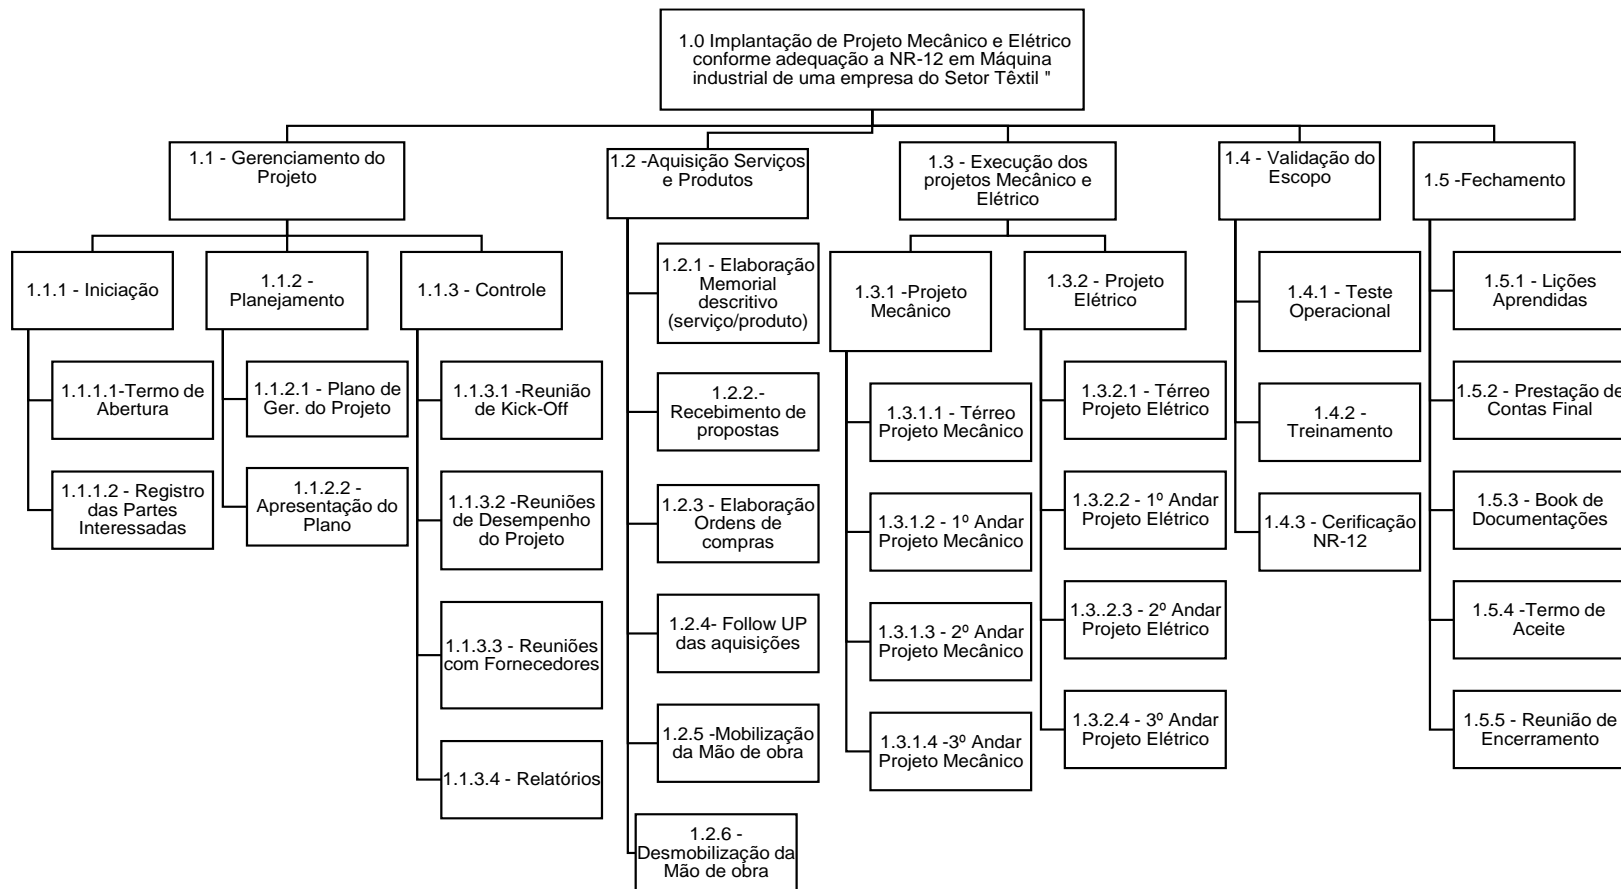 1.0 Implantação de Projeto Mecânico e Elétrico
conforme adequação a NR-12 em Máquina
industrial de uma empresa do Setor Têxtil "
1.1 - Gerenciamento do
Projeto
1.2 -Aquisição Serviços
e Produtos
1.3 - Execução dos
projetos Mecânico e
Elétrico
1.4 - Validação do
Escopo
1.5 -Fechamento
1.1.1 - Iniciação
1.1.1.1-Termo de
Abertura
1.1.1.2 - Registro
das Partes
Interessadas
1.1.2 -
Planejamento
1.1.2.1 - Plano de
Ger. do Projeto
1.1.2.2 -
Apresentação do
Plano
1.1.3 - Controle
1.1.3.1 -Reunião
de Kick-Off
1.1.3.2 -Reuniões
de Desempenho
do Projeto
1.1.3.3 - Reuniões
com Fornecedores
1.1.3.4 - Relatórios
1.2.1 - Elaboração
Memorial
descritivo
(serviço/produto)
1.2.2.-
Recebimento de
propostas
1.2.3 - Elaboração
Ordens de
compras
1.2.4- Follow UP
das aquisições
1.2.5 -Mobilização
da Mão de obra
1.2.6 -
Desmobilização da
Mão de obra
1.3.1 -Projeto
Mecânico
1.3.1.1 - Térreo
Projeto Mecânico
1.3.1.2 - 1º Andar
Projeto Mecânico
1.3.1.3 - 2º Andar
Projeto Mecânico
1.3.1.4 -3º Andar
Projeto Mecânico
1.3.2 - Projeto
Elétrico
1.3.2.1 - Térreo
Projeto Elétrico
1.3.2.2 - 1º Andar
Projeto Elétrico
1.3..2.3 - 2º Andar
Projeto Elétrico
1.3.2.4 - 3º Andar
Projeto Elétrico
1.4.1 - Teste
Operacional
1.4.2 -
Treinamento
1.4.3 - Cerificação
NR-12
1.5.1 - Lições
Aprendidas
1.5.2 - Prestação de
Contas Final
1.5.3 - Book de
Documentações
1.5.4 -Termo de
Aceite
1.5.5 - Reunião de
Encerramento